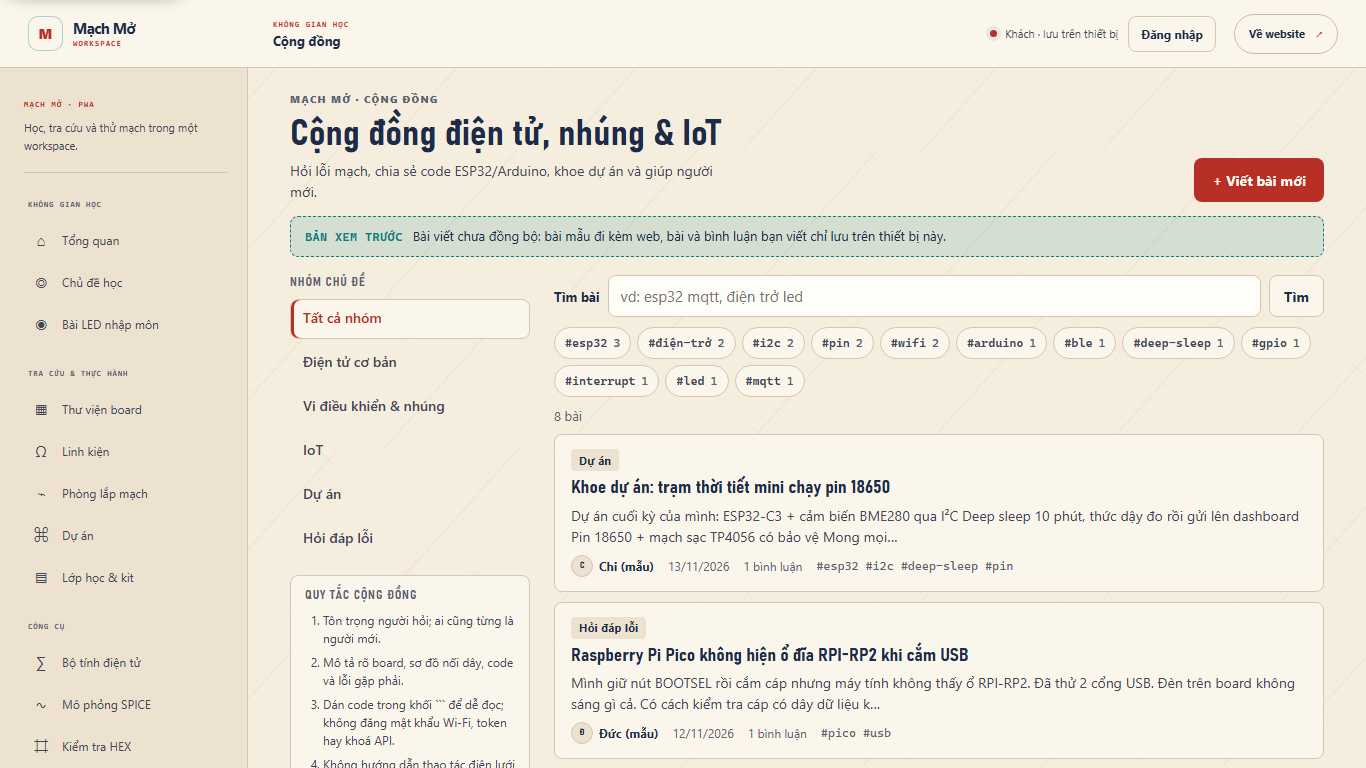 M
Mạch Mở
WORKSPACE
KHÔNG GIAN HỌC
Cộng đồng
Khách · lưu trên thiết bị
Đăng nhập
Về website ↗
MẠCH MỞ · PWA
Học, tra cứu và thử mạch trong một
workspace.
KHÔNG GIAN HỌC
Tổng quan
Chủ đề học
Bài LED nhập môn
TRA CỨU & THỰC HÀNH
Thư viện board
Linh kiện
Phòng lắp mạch
Dự án
Lớp học & kit
CÔNG CỤ
Bộ tính điện tử
Mô phỏng SPICE
Kiểm tra HEX
MẠCH MỞ · CỘNG ĐỒNG
Cộng đồng điện tử, nhúng & IoT
Hỏi lỗi mạch, chia sẻ code ESP32/Arduino, khoe dự án và giúp người
mới.
+ Viết bài mới
BẢN XEM TRƯỚC Bài viết chưa đồng bộ: bài mẫu đi kèm web, bài và bình luận bạn viết chỉ lưu trên thiết bị này.
NHÓM CHỦ ĐỀ
Tất cả nhóm
Điện tử cơ bản
Vi điều khiển & nhúng
IoT
Dự án
Hỏi đáp lỗi
QUY TẮC CỘNG ĐỒNG
1. Tôn trọng người hỏi; ai cũng từng là
người mới.
2. Mô tả rõ board, sơ đồ nối dây, code
và lỗi gặp phải.
3. Dán code trong khối ``` để dễ đọc;
không đăng mật khẩu Wi-Fi, token
hay khoá API.
4. Không hướng dẫn thao tác điện lưới
Tìm bài
vd: esp32 mqtt, điện trở led
Tìm
#esp32 3 #điện-trở 2 #i2c 2 #pin 2 #wifi 2 #arduino 1 #ble 1 #deep-sleep 1 #gpio 1
#interrupt 1 #led 1 #mqtt 1
8 bài
Dự án
Khoe dự án: trạm thời tiết mini chạy pin 18650
Dự án cuối kỳ của mình: ESP32-C3 + cảm biến BME280 qua I²C Deep sleep 10 phút, thức dậy đo rồi gửi lên dashboard
Pin 18650 + mạch sạc TP4056 có bảo vệ Mong mọi...
C Chi (mẫu) 13/11/2026 1 bình luận #esp32 #i2c #deep-sleep #pin
Hỏi đáp lỗi
Raspberry Pi Pico không hiện ổ đĩa RPI-RP2 khi cắm USB
Mình giữ nút BOOTSEL rồi cắm cáp nhưng máy tính không thấy ổ RPI-RP2. Đã thử 2 cổng USB. Đèn trên board không
sáng gì cả. Có cách kiểm tra cáp có dây dữ liệu k...
Đ Đức (mẫu) 12/11/2026 1 bình luận #pico #usb